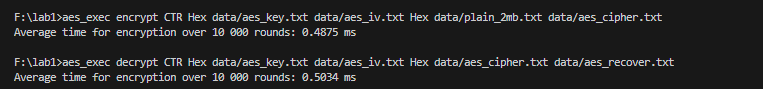 F:\lab1>aes_exec encrypt CTR Hex data/aes_key.txt data/aes_iv.txt Hex data/plain_2mb.txt data/aes_cipher.txt
Average time for encryption over 10 000 rounds: 0.4875 ms
F:\lab1>aes_exec decrypt CTR Hex data/aes_key.txt data/aes_iv.txt Hex data/aes_cipher.txt data/aes_recover.txt
Average time for encryption over 10 000 rounds: 0.5034 ms